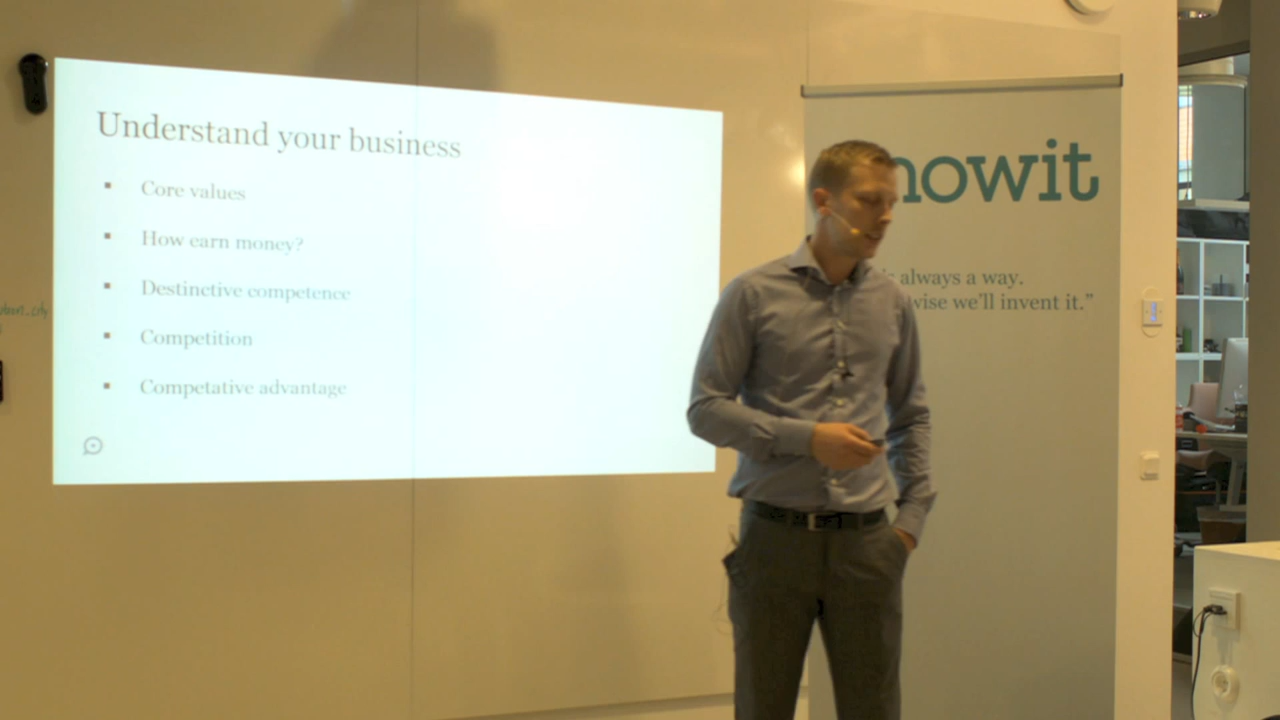 Understand your business
Core values
How earn money?
Destinctive competence
Competition
Competative advantage
nowit
is always a way.
wise we'll invent it."